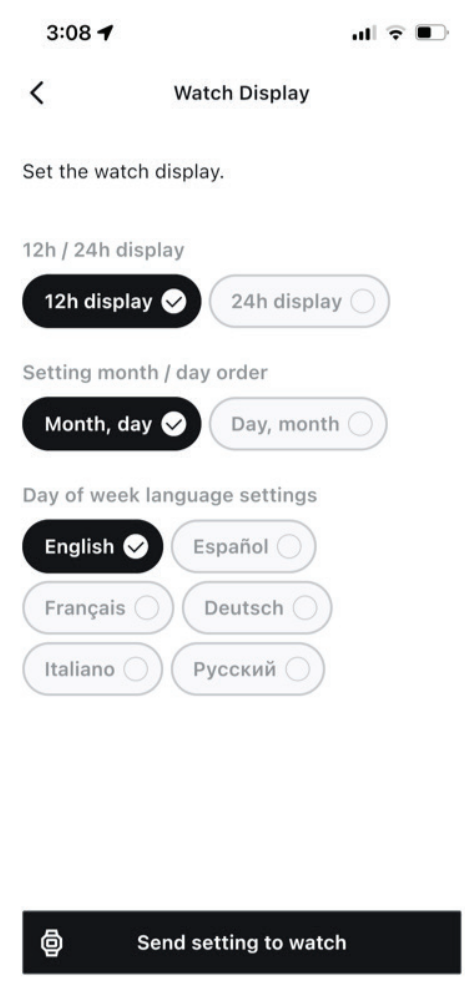 3:08
Watch Display
Set the watch display.
12h / 24h display
12h display 24h display
Setting month / day order
Month, day Day, month
Day of week language settings
English Español
Français Deutsch
Italiano Русский
Send setting to watch